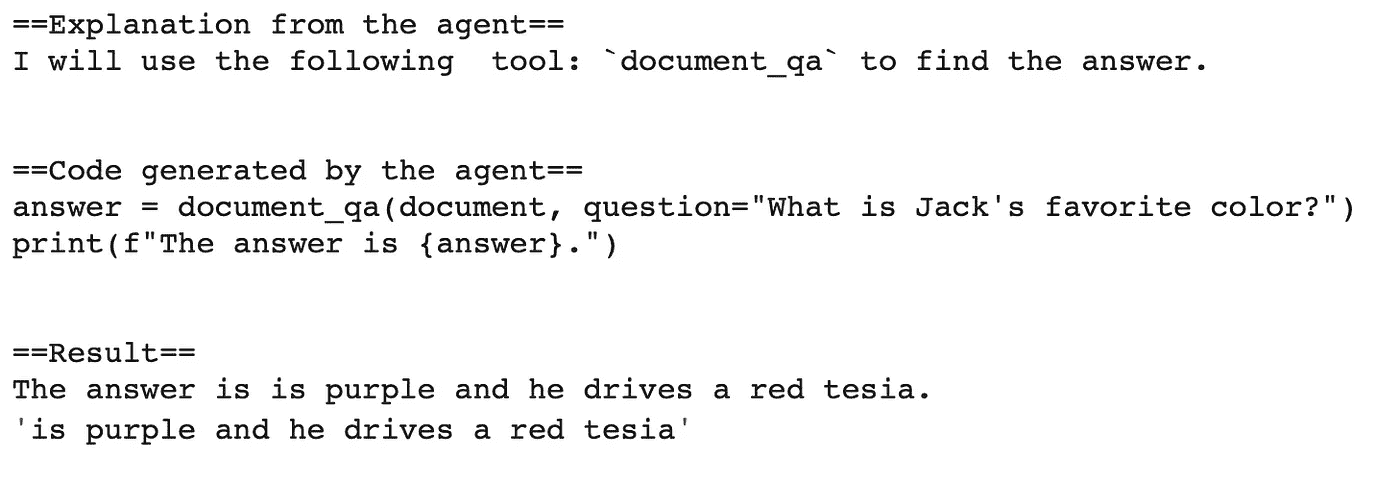 ==Explanation from the agent==
I will use the following  tool: `document_qa` to find the answer.
==Code generated by the agent==
answer = document_qa(document, question="What is Jack's favorite color?")
print(f"The answer is {answer}.")
==Result==
The answer is is purple and he drives a red tesia.
'is purple and he drives a red tesia'